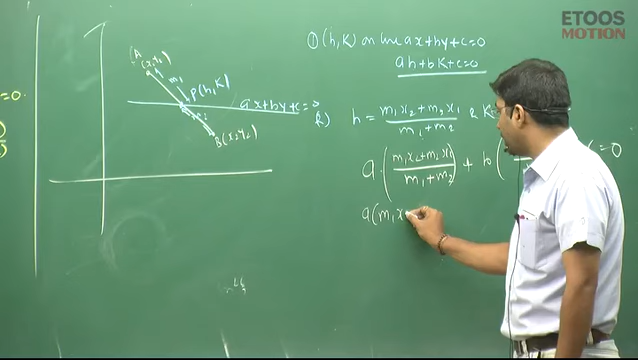 ETOOS
MOTION
① (h,K) on line ax+by+c=0
ah+bK+c=0
A
(x₁,y₁)
m₁
P(h,K)
ax+by+c=0
B(x₂,y₂)
=0.
h = (m₁x₂+m₂x₁)/(m₁+m₂) & K=
a·((m₁x₂+m₂x₁)/(m₁+m₂)) + b(
=0
a(m₁x